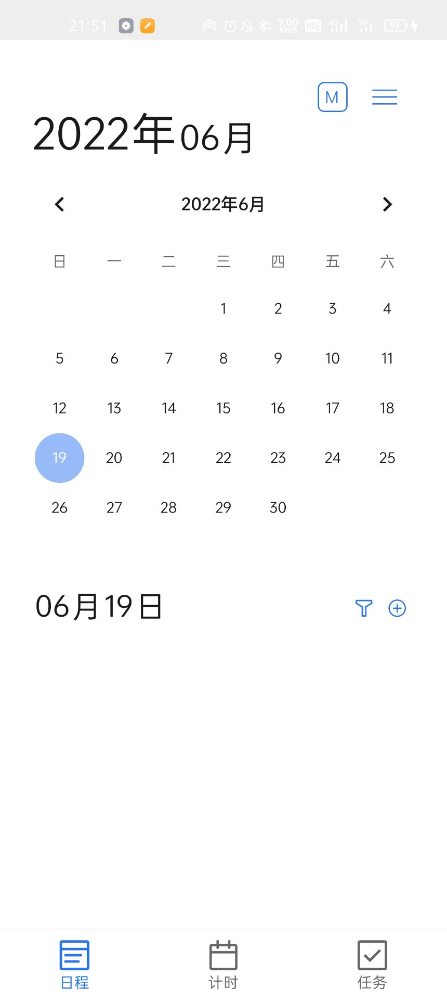 21:51 9.00 KB/S HD 1 2 4G 5G 97
M
2022年06月
2022年6月
日 一 二 三 四 五 六
1 2 3 4
5 6 7 8 9 10 11
12 13 14 15 16 17 18
19 20 21 22 23 24 25
26 27 28 29 30
06月19日
日程 计时 任务